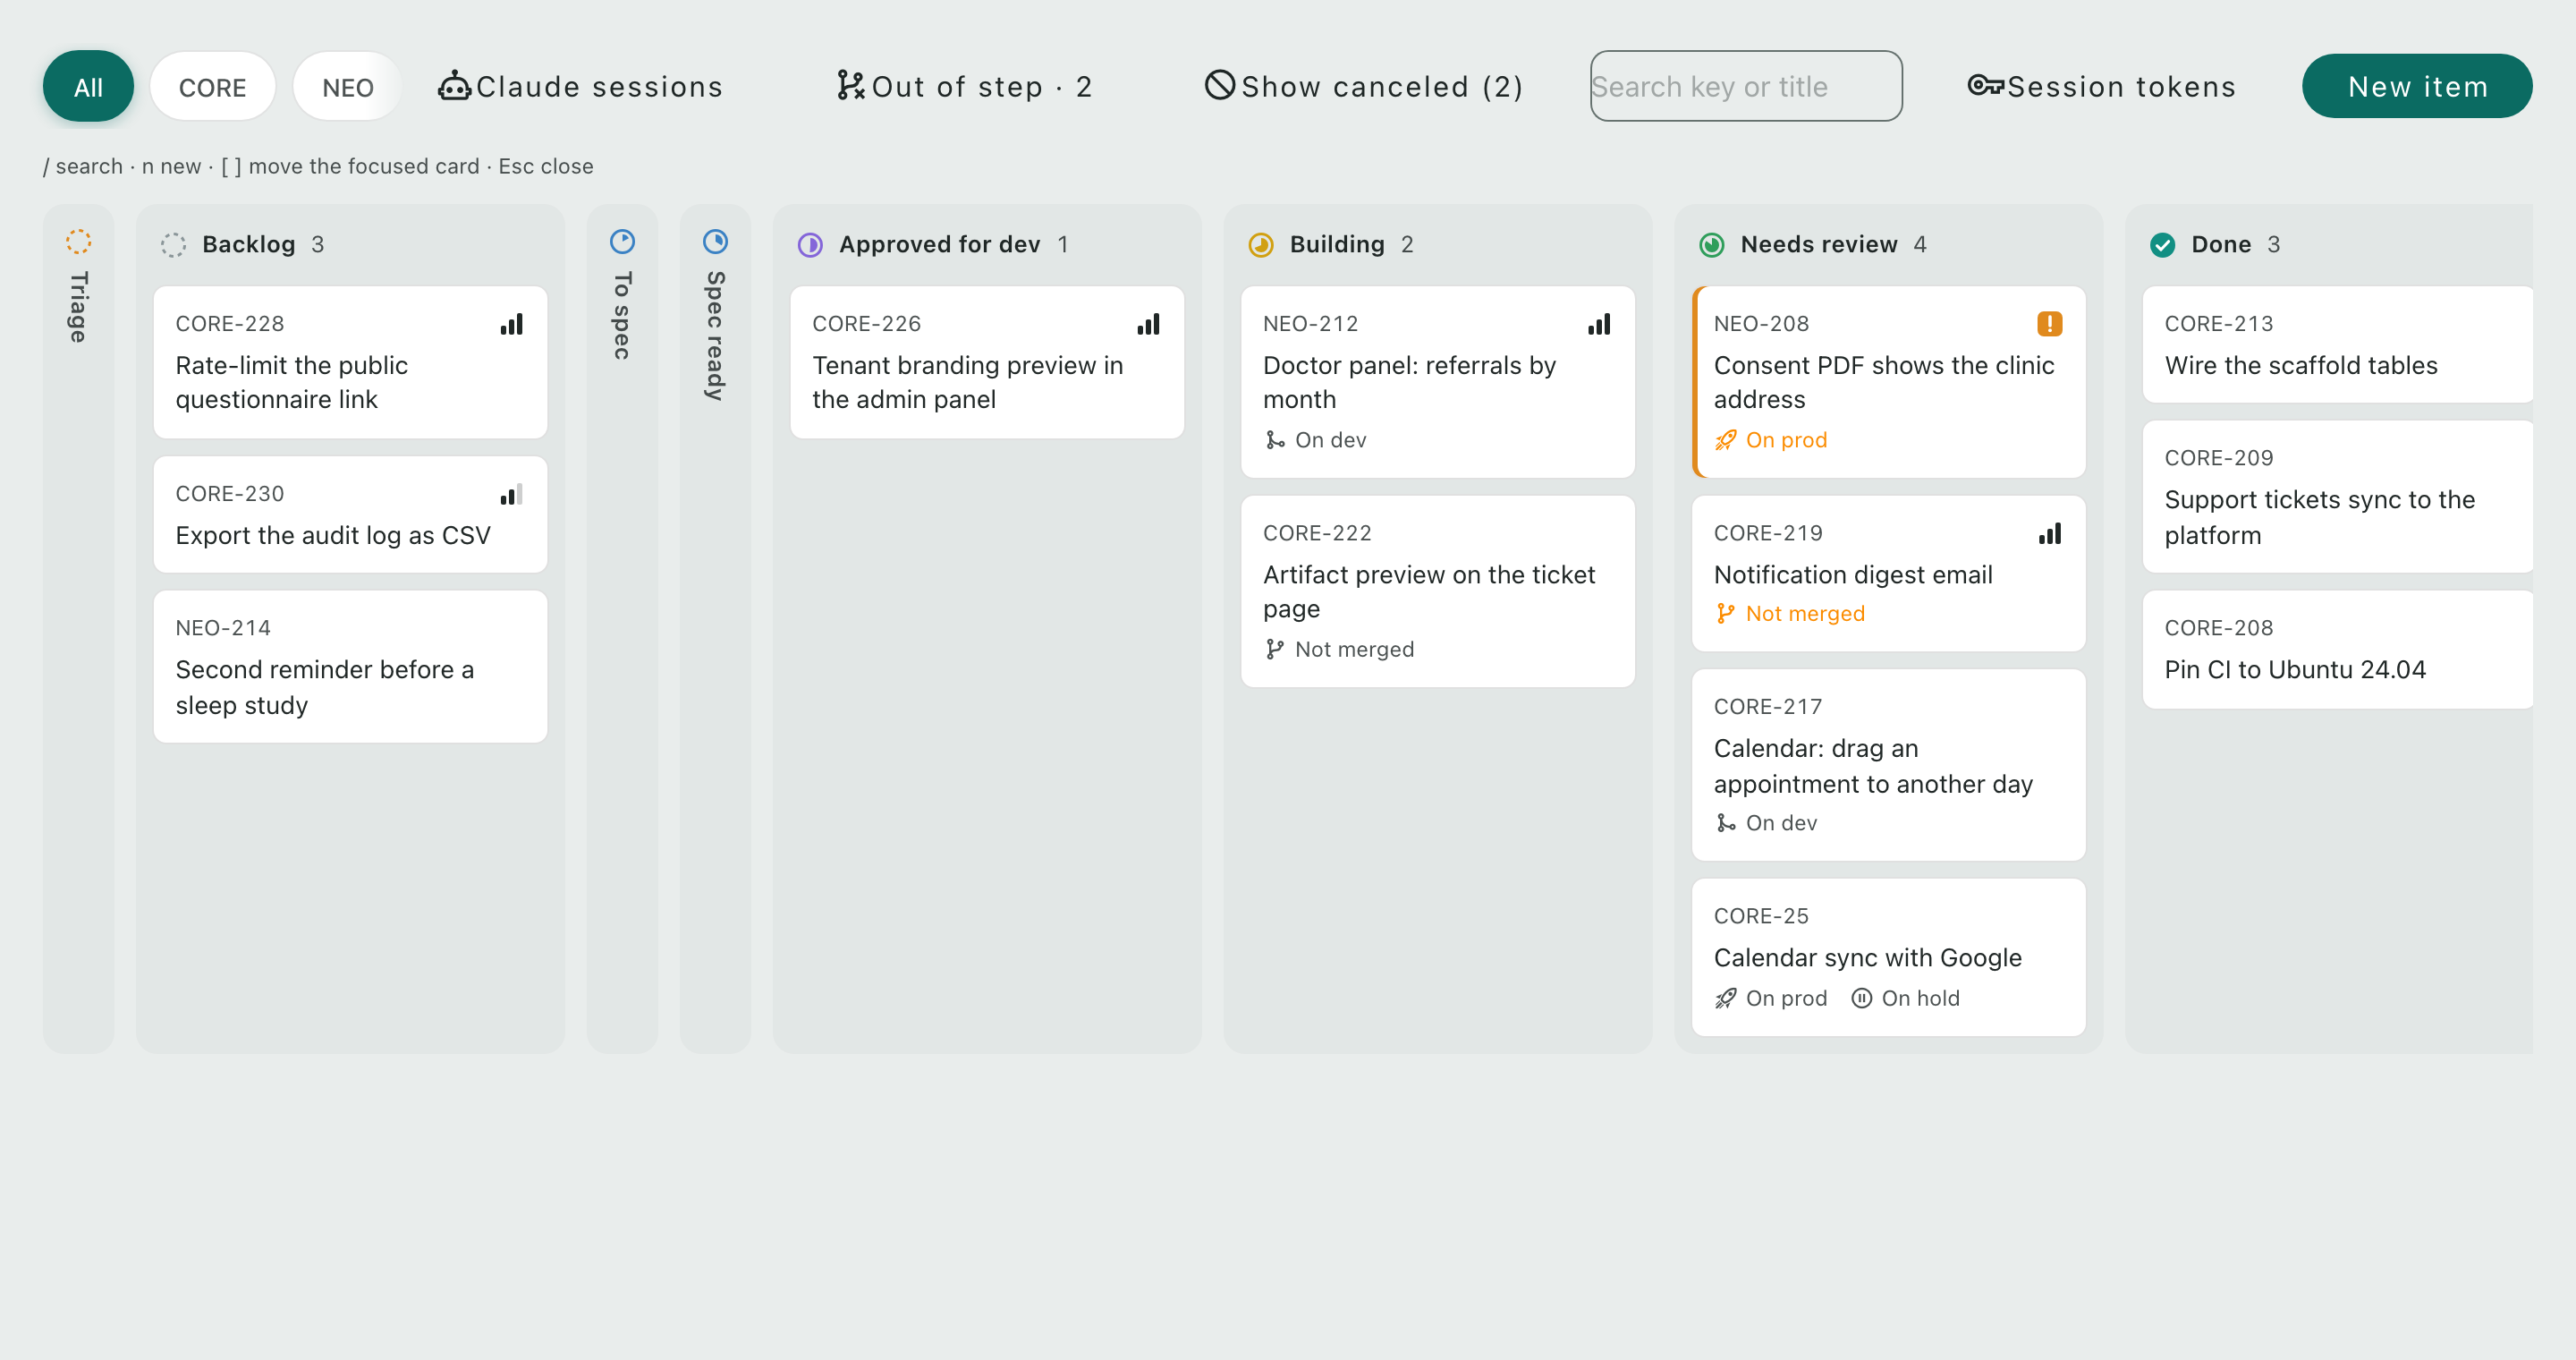 All
CORE
NEO
Claude sessions
Out of step · 2
Show canceled (2)
Search key or title
Session tokens
New item
/ search · n new · [ ] move the focused card · Esc close
Triage
Backlog 3
CORE-228
Rate-limit the public
questionnaire link
CORE-230
Export the audit log as CSV
NEO-214
Second reminder before a
sleep study
To spec
Spec ready
Approved for dev 1
CORE-226
Tenant branding preview in
the admin panel
Building 2
NEO-212
Doctor panel: referrals by
month
On dev
CORE-222
Artifact preview on the ticket
page
Not merged
Needs review 4
NEO-208
Consent PDF shows the clinic
address
On prod
CORE-219
Notification digest email
Not merged
CORE-217
Calendar: drag an
appointment to another day
On dev
CORE-25
Calendar sync with Google
On prod
On hold
Done 3
CORE-213
Wire the scaffold tables
CORE-209
Support tickets sync to the
platform
CORE-208
Pin CI to Ubuntu 24.04